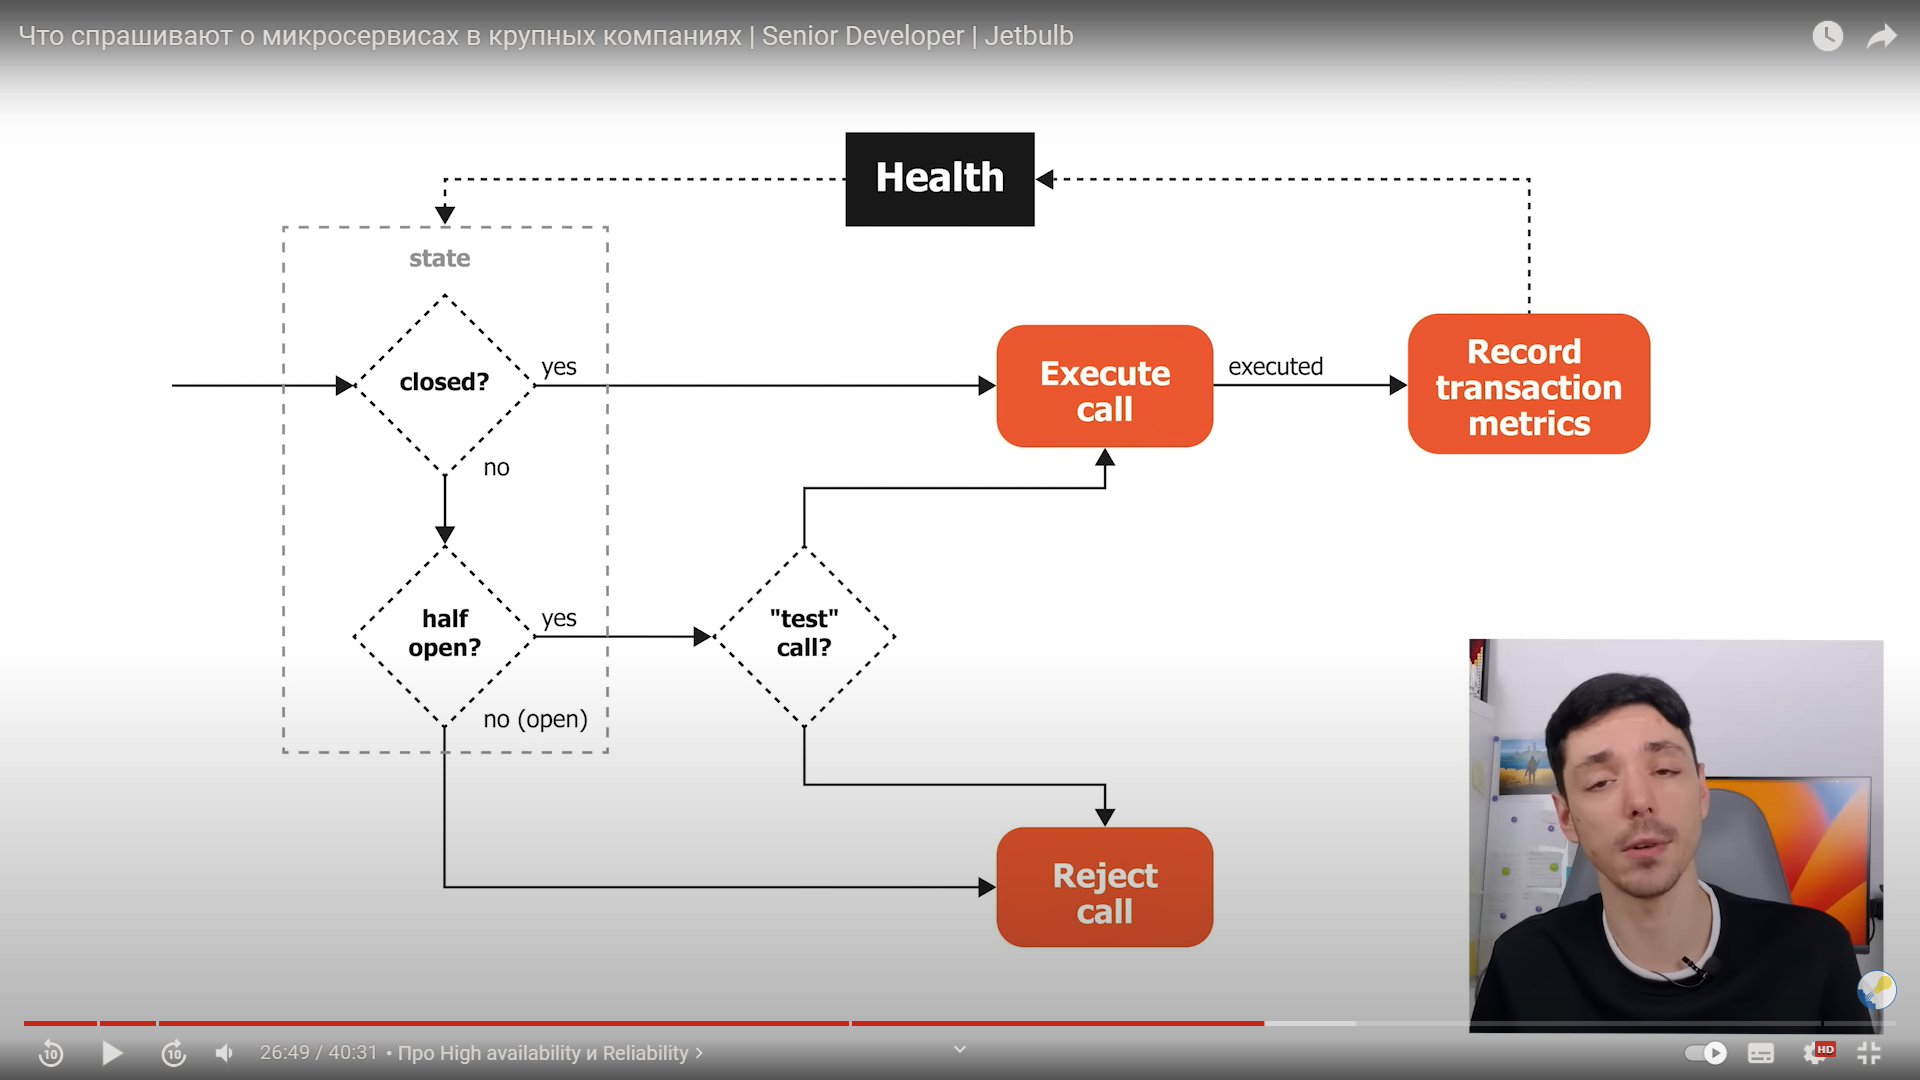 Что спрашивают о микросервисах в крупных компаниях | Senior Developer | Jetbulb
Health
state
closed?
yes
no
Execute
call
executed
Record
transaction
metrics
half
open?
yes
no (open)
"test"
call?
Reject
call
10
10
26:49 / 40:31 • Про High availability и Reliability
HD